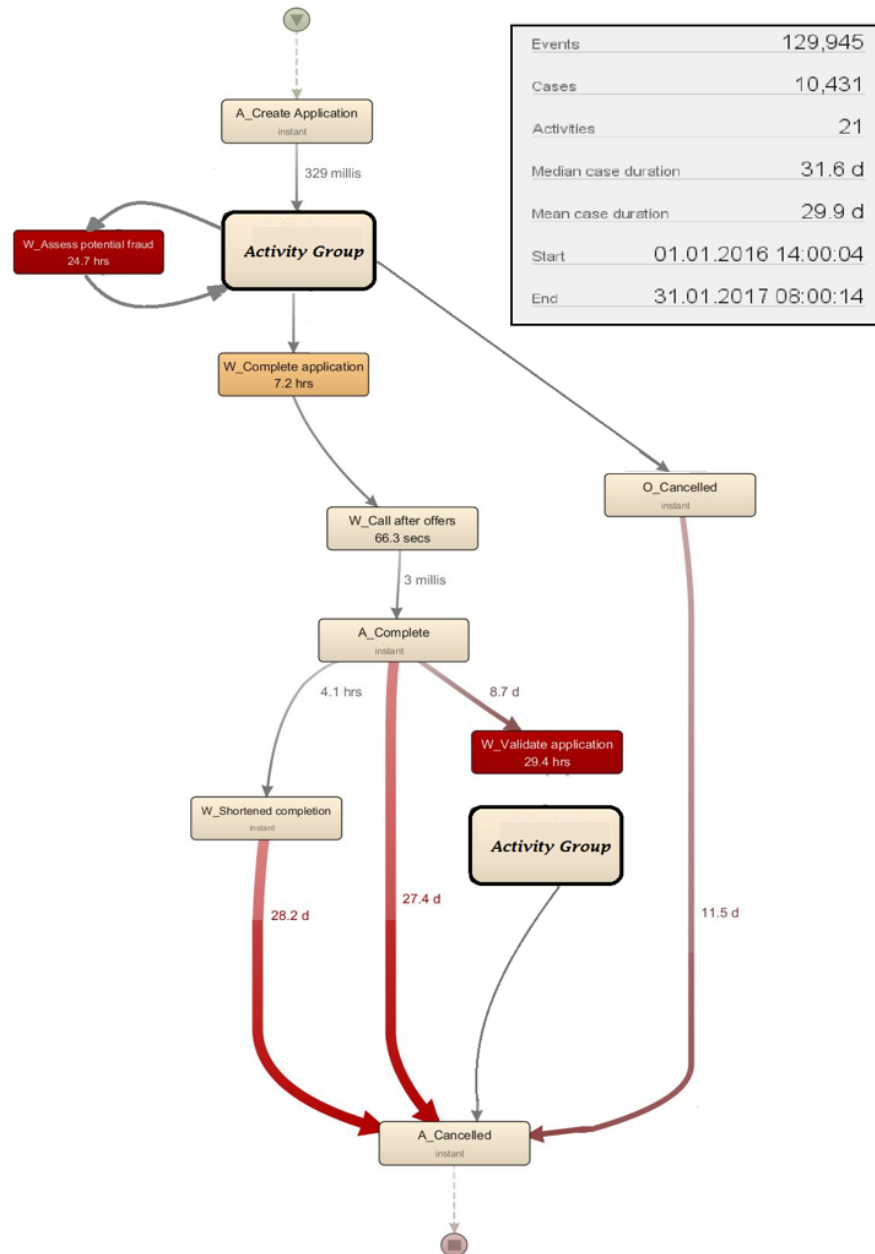 Events 129,945
Cases 10,431
Activities 21
Median case duration 31.6 d
Mean case duration 29.9 d
Start 01.01.2016 14:00:04
End 31.01.2017 08:00:14
A_Create Application
instant
329 millis
W_Assess potential fraud
24.7 hrs
Activity Group
W_Complete application
7.2 hrs
O_Cancelled
instant
W_Call after offers
66.3 secs
3 millis
A_Complete
instant
4.1 hrs
8.7 d
W_Validate application
29.4 hrs
W_Shortened completion
instant
Activity Group
28.2 d
27.4 d
11.5 d
A_Cancelled
instant